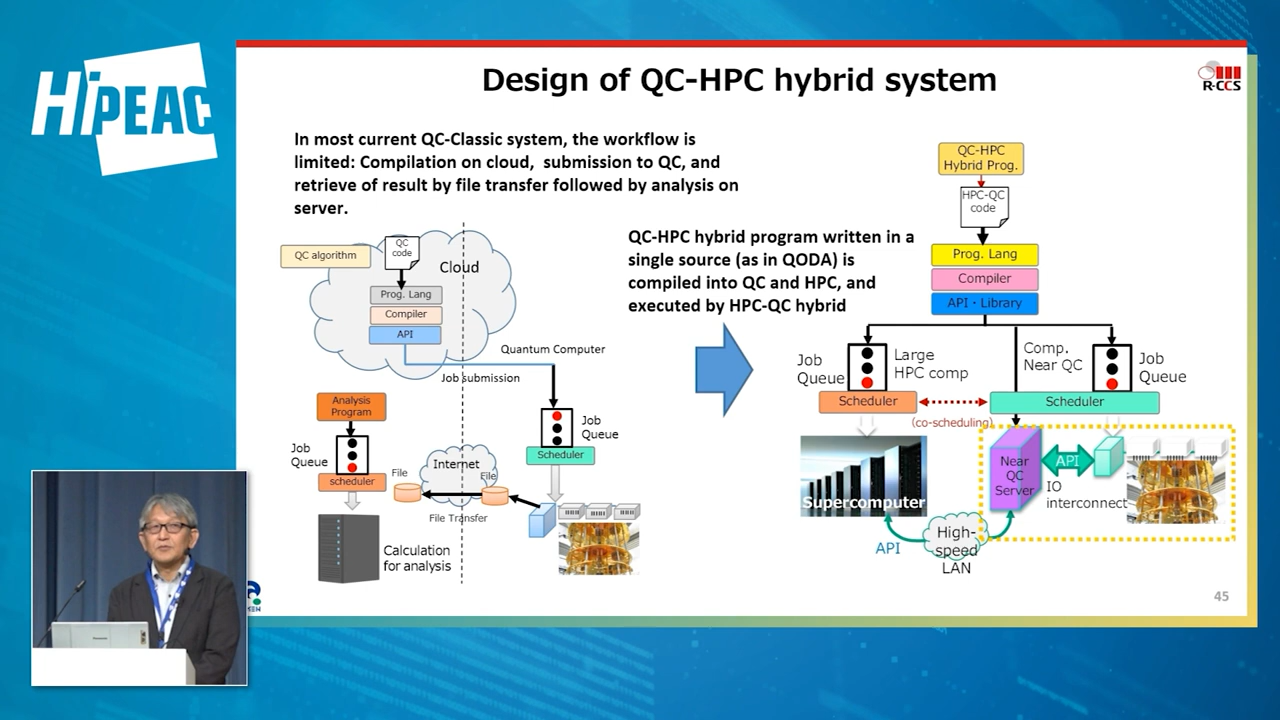 HiPEAC
Design of QC-HPC hybrid system
R-CCS
In most current QC-Classic system, the workflow is
limited: Compilation on cloud, submission to QC, and
retrieve of result by file transfer followed by analysis on
server.
QC algorithm
QC
code
Cloud
Prog. Lang
Compiler
API
Quantum Computer
Job submission
Analysis
Program
Job
Queue
scheduler
Job
Queue
Scheduler
Internet
File
File
File Transfer
Calculation
for analysis
QC-HPC hybrid program written in a
single source (as in QODA) is
compiled into QC and HPC, and
executed by HPC-QC hybrid
QC-HPC
Hybrid Prog.
HPC-QC
code
Prog. Lang
Compiler
API・Library
Job
Queue
Large
HPC comp
Comp.
Near QC
Job
Queue
Scheduler
Scheduler
(co-scheduling)
Supercomputer
Near
QC
Server
API
IO
interconnect
API
High-
speed
LAN
45